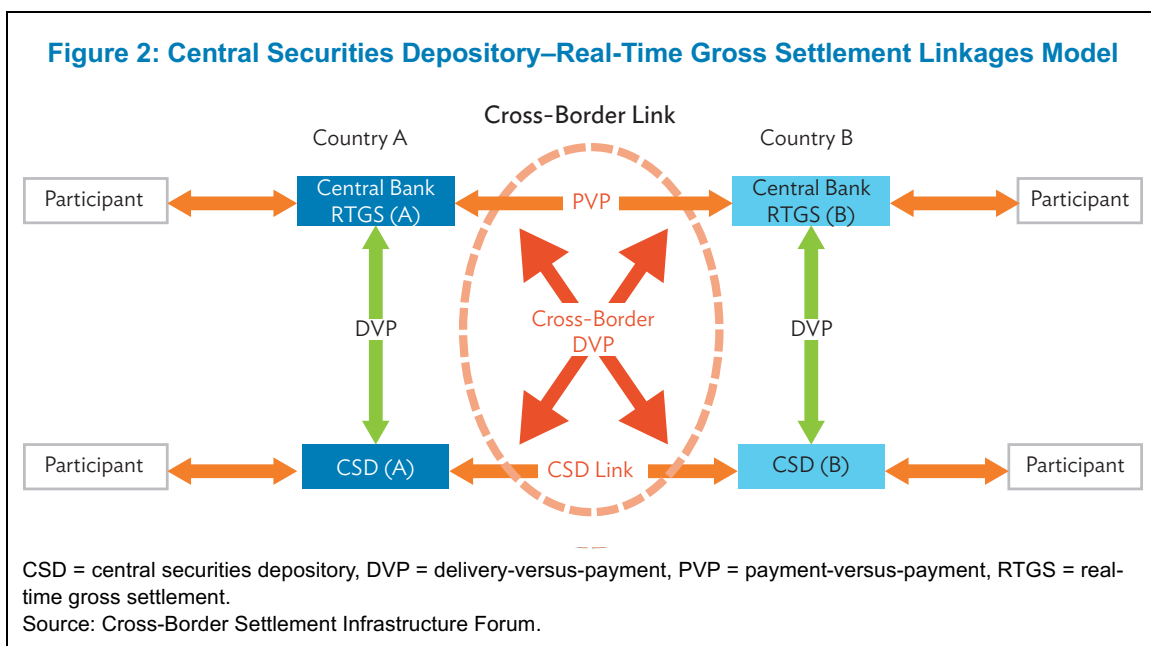 Figure 2: Central Securities Depository–Real-Time Gross Settlement Linkages Model
Cross-Border Link
Country A
Country B
Participant
Central Bank
RTGS (A)
PVP
Central Bank
RTGS (B)
Participant
DVP
Cross-Border
DVP
DVP
Participant
CSD (A)
CSD Link
CSD (B)
Participant
CSD = central securities depository, DVP = delivery-versus-payment, PVP = payment-versus-payment, RTGS = real-
time gross settlement.
Source: Cross-Border Settlement Infrastructure Forum.